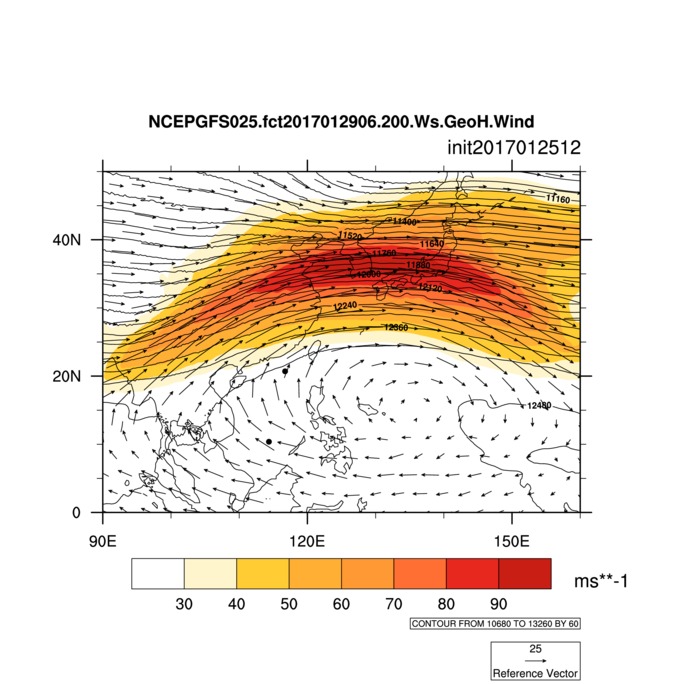 NCEPGFS025.fct2017012906.200.Ws.GeoH.Wind
init2017012512
11160
11400
11520
40N
11640
11760
11880
12000
12120
12240
12360
20N
12480
0
90E 120E 150E
ms**-1
30 40 50 60 70 80 90
CONTOUR FROM 10680 TO 13260 BY 60
25
Reference Vector